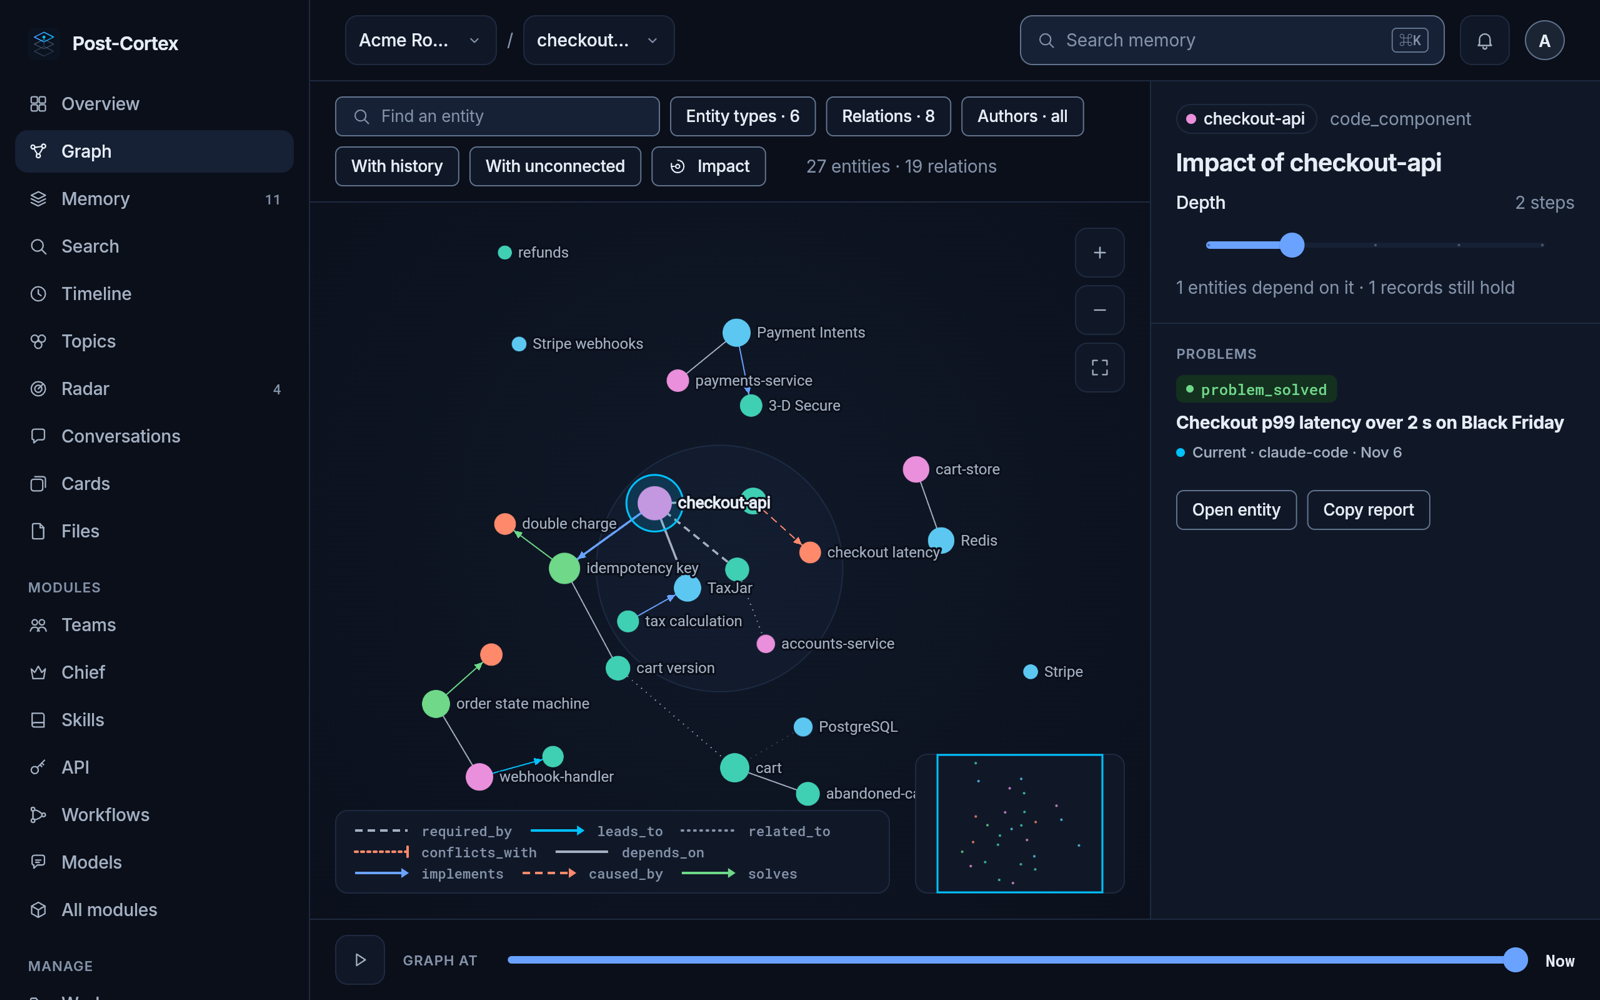 Post-Cortex
Acme Ro...
/
checkout...
Search memory
⌘K
A
Overview
Graph
Memory 11
Search
Timeline
Topics
Radar 4
Conversations
Cards
Files
MODULES
Teams
Chief
Skills
API
Workflows
Models
All modules
MANAGE
Find an entity
Entity types · 6
Relations · 8
Authors · all
With history
With unconnected
Impact
27 entities · 19 relations
refunds
Stripe webhooks
Payment Intents
payments-service
3-D Secure
cart-store
checkout-api
double charge
checkout latency
Redis
idempotency key
TaxJar
tax calculation
accounts-service
cart version
Stripe
order state machine
PostgreSQL
cart
webhook-handler
abandoned-ca
required_by
leads_to
related_to
conflicts_with
depends_on
implements
caused_by
solves
GRAPH AT
Now
checkout-api
code_component
Impact of checkout-api
Depth
2 steps
1 entities depend on it · 1 records still hold
PROBLEMS
problem_solved
Checkout p99 latency over 2 s on Black Friday
Current · claude-code · Nov 6
Open entity
Copy report